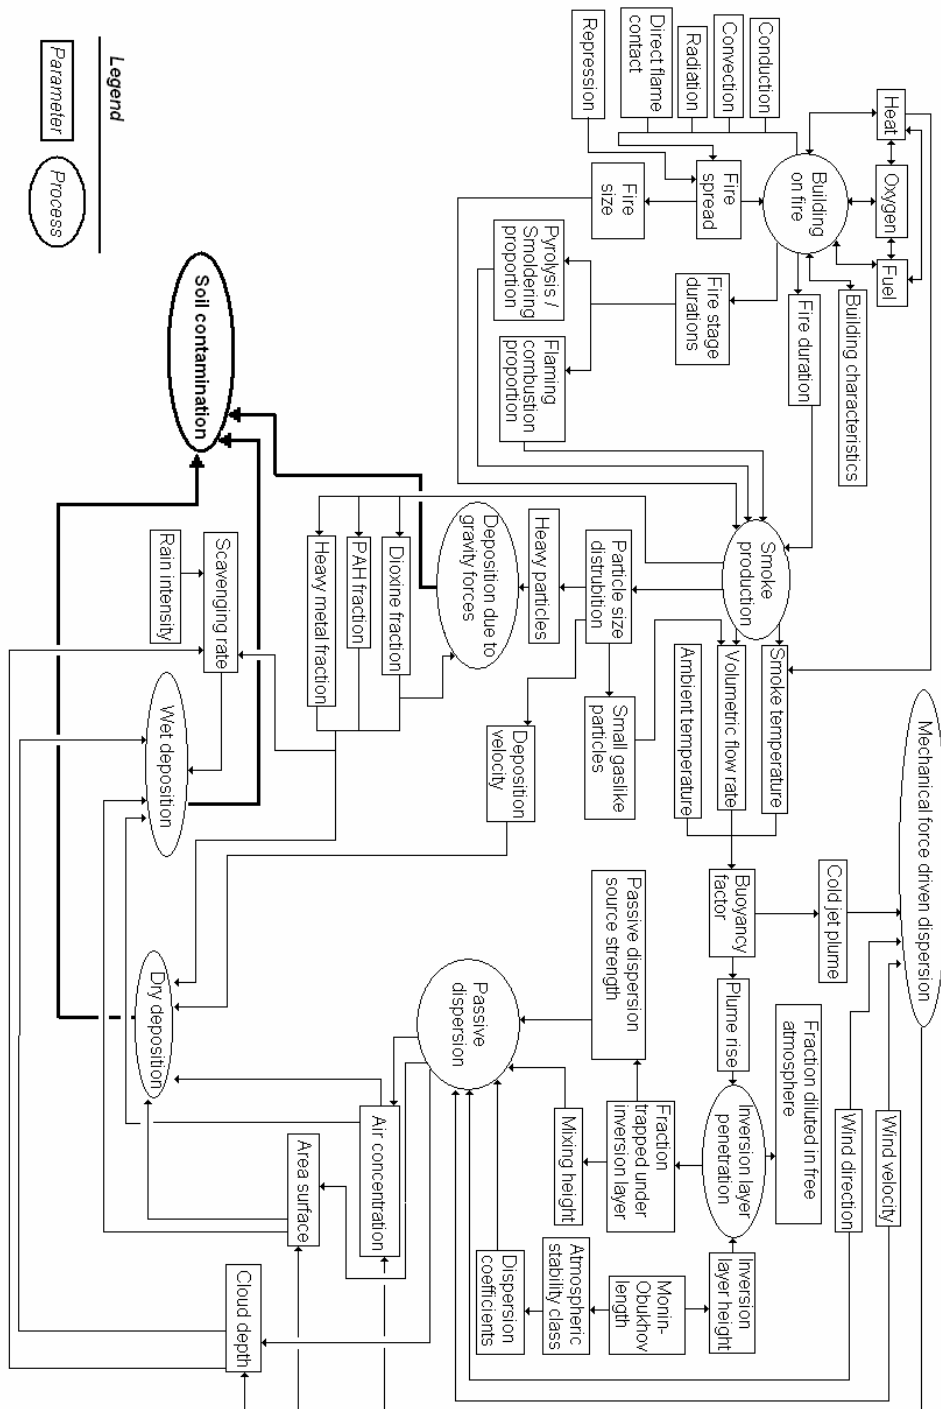 Heat
Oxygen
Fuel
Conduction
Convection
Radiation
Direct flame
contact
Repression
Building
on fire
Fire
spread
Fire
size
Building characteristics
Fire duration
Fire stage
durations
Pyrolysis /
Smoldering
proportion
Flaming
combustion
proportion
Smoke
production
Mechanical force driven dispersion
Smoke temperature
Volumetric flow rate
Ambient temperature
Particle size
distrubition
Heavy particles
Small gaslike
particles
Deposition
velocity
Deposition due to
gravity forces
Dioxine fraction
PAH fraction
Heavy metal fraction
Cold jet plume
Buoyancy
factor
Plume rise
Wind velocity
Wind direction
Fraction diluted in free
atmosphere
Inversion layer
penetration
Inversion
layer height
Passive dispersion
source strength
Fraction
trapped under
inversion layer
Mixing height
Monin-
Obukhov
length
Atmospheric
stability class
Dispersion
coefficients
Passive
dispersion
Air concentration
Area surface
Cloud depth
Soil contamination
Scavenging rate
Rain intensity
Wet deposition
Dry deposition
Legend
Parameter
Process